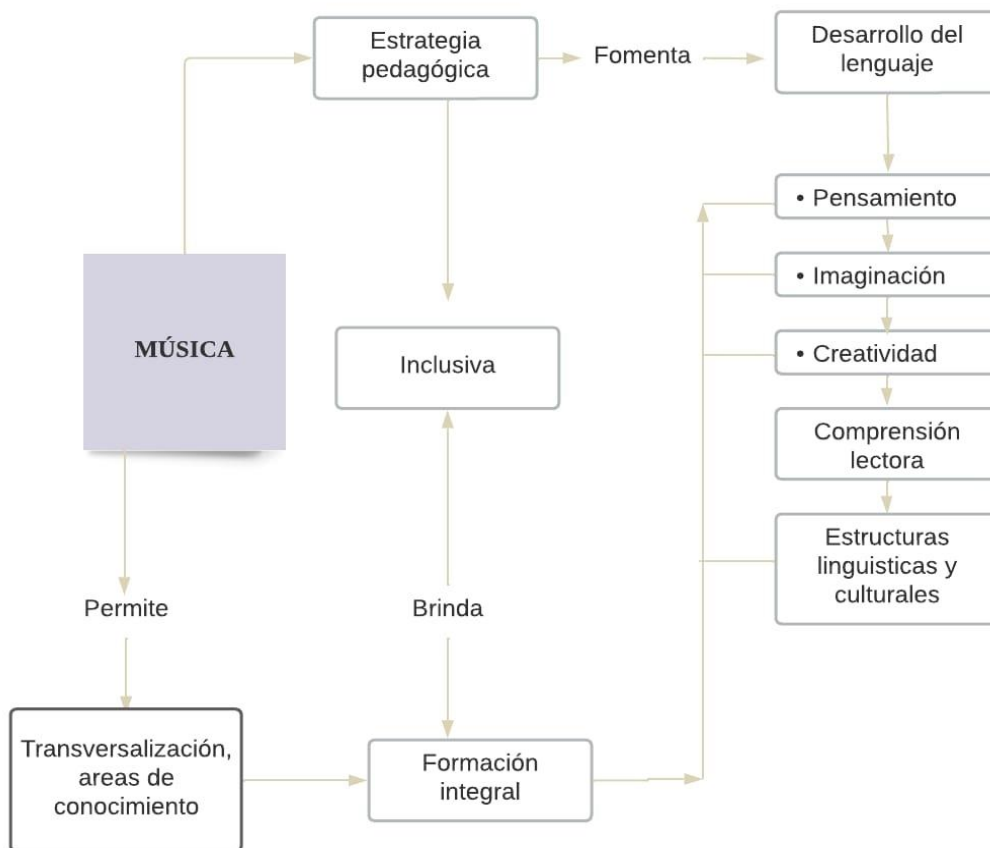 Estrategia
pedagógica
Fomenta
Desarrollo del
lenguaje
• Pensamiento
• Imaginación
• Creatividad
Comprensión
lectora
Estructuras
linguisticas y
culturales
MÚSICA
Inclusiva
Permite
Brinda
Transversalización,
areas de
conocimiento
Formación
integral